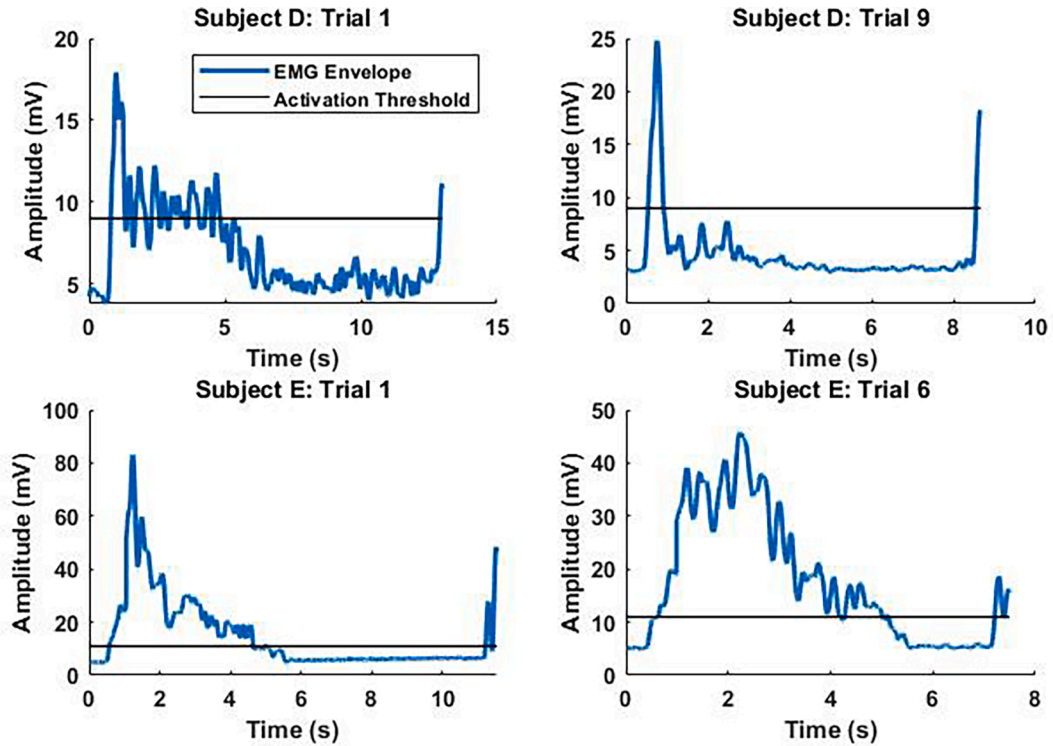 Subject D: Trial 1
20
15
10
5
Amplitude (mV)
EMG Envelope
Activation Threshold
0 5 10 15
Time (s)
Subject D: Trial 9
25
20
15
10
5
0
Amplitude (mV)
0 2 4 6 8 10
Time (s)
Subject E: Trial 1
100
80
60
40
20
0
Amplitude (mV)
0 2 4 6 8 10
Time (s)
Subject E: Trial 6
50
40
30
20
10
0
Amplitude (mV)
0 2 4 6 8
Time (s)